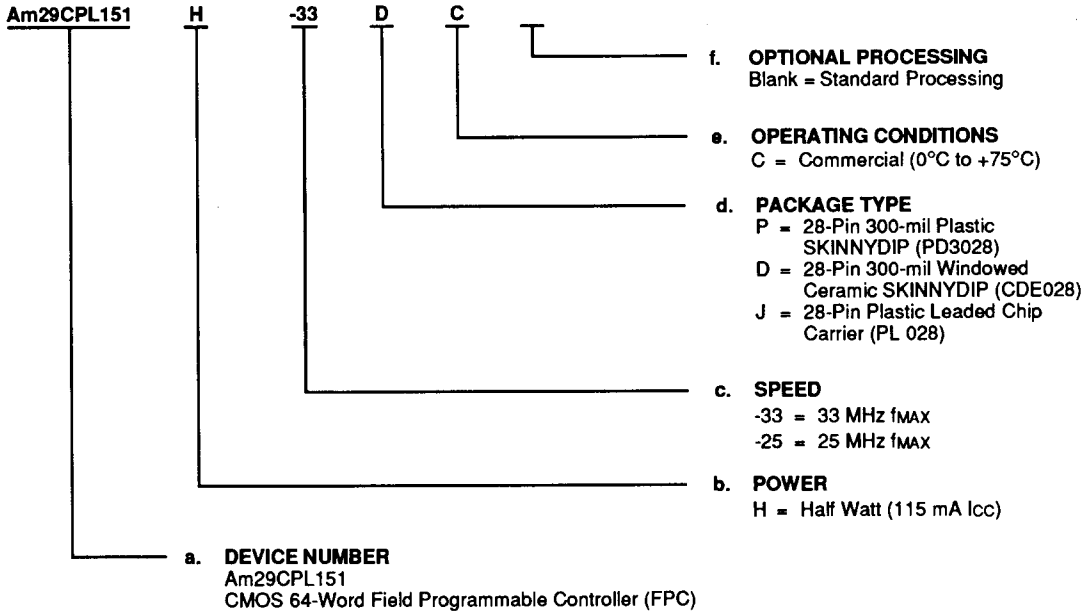 Am29CPL151 H -33 D C
f. OPTIONAL PROCESSING
Blank = Standard Processing
e. OPERATING CONDITIONS
C = Commercial (0°C to +75°C)
d. PACKAGE TYPE
P = 28-Pin 300-mil Plastic
SKINNYDIP (PD3028)
D = 28-Pin 300-mil Windowed
Ceramic SKINNYDIP (CDE028)
J = 28-Pin Plastic Leaded Chip
Carrier (PL 028)
c. SPEED
-33 = 33 MHz fMAX
-25 = 25 MHz fMAX
b. POWER
H = Half Watt (115 mA ICC)
a. DEVICE NUMBER
Am29CPL151
CMOS 64-Word Field Programmable Controller (FPC)